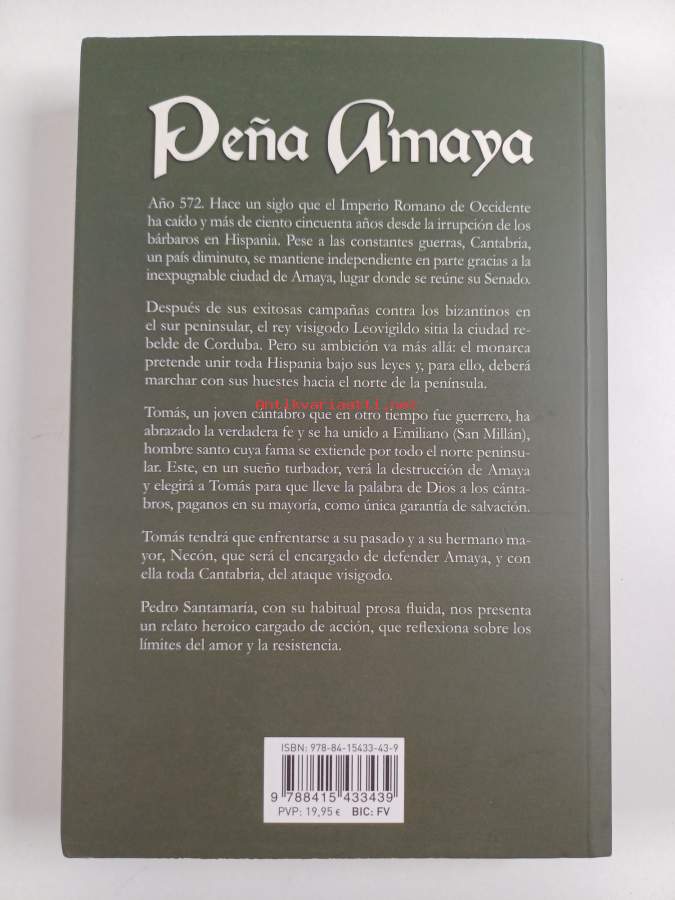 Peña Amaya
Año 572. Hace un siglo que el Imperio Romano de Occidente
ha caído y más de ciento cincuenta años desde la irrupción de los
bárbaros en Hispania. Pese a las constantes guerras, Cantabria,
un país diminuto, se mantiene independiente en parte gracias a la
inexpugnable ciudad de Amaya, lugar donde se reúne su Senado.
Después de sus exitosas campañas contra los bizantinos en
el sur peninsular, el rey visigodo Leovigildo sitia la ciudad re-
belde de Corduba. Pero su ambición va más allá: el monarca
pretende unir toda Hispania bajo sus leyes y, para ello, deberá
marchar con sus huestes hacia el norte de la península.
Antikvariaatti.net
Tomás, un joven cántabro que en otro tiempo fue guerrero, ha
abrazado la verdadera fe y se ha unido a Emiliano (San Millán),
hombre santo cuya fama se extiende por todo el norte peninsu-
lar. Este, en un sueño turbador, verá la destrucción de Amaya
y elegirá a Tomás para que lleve la palabra de Dios a los cánta-
bros, paganos en su mayoría, como única garantía de salvación.
Tomás tendrá que enfrentarse a su pasado y a su hermano ma-
yor, Necón, que será el encargado de defender Amaya, y con
ella toda Cantabria, del ataque visigodo.
Pedro Santamaría, con su habitual prosa fluida, nos presenta
un relato heroico cargado de acción, que reflexiona sobre los
límites del amor y la resistencia.
ISBN: 978-84-15433-43-9
9 788415 433439
PVP: 19,95 € BIC: FV